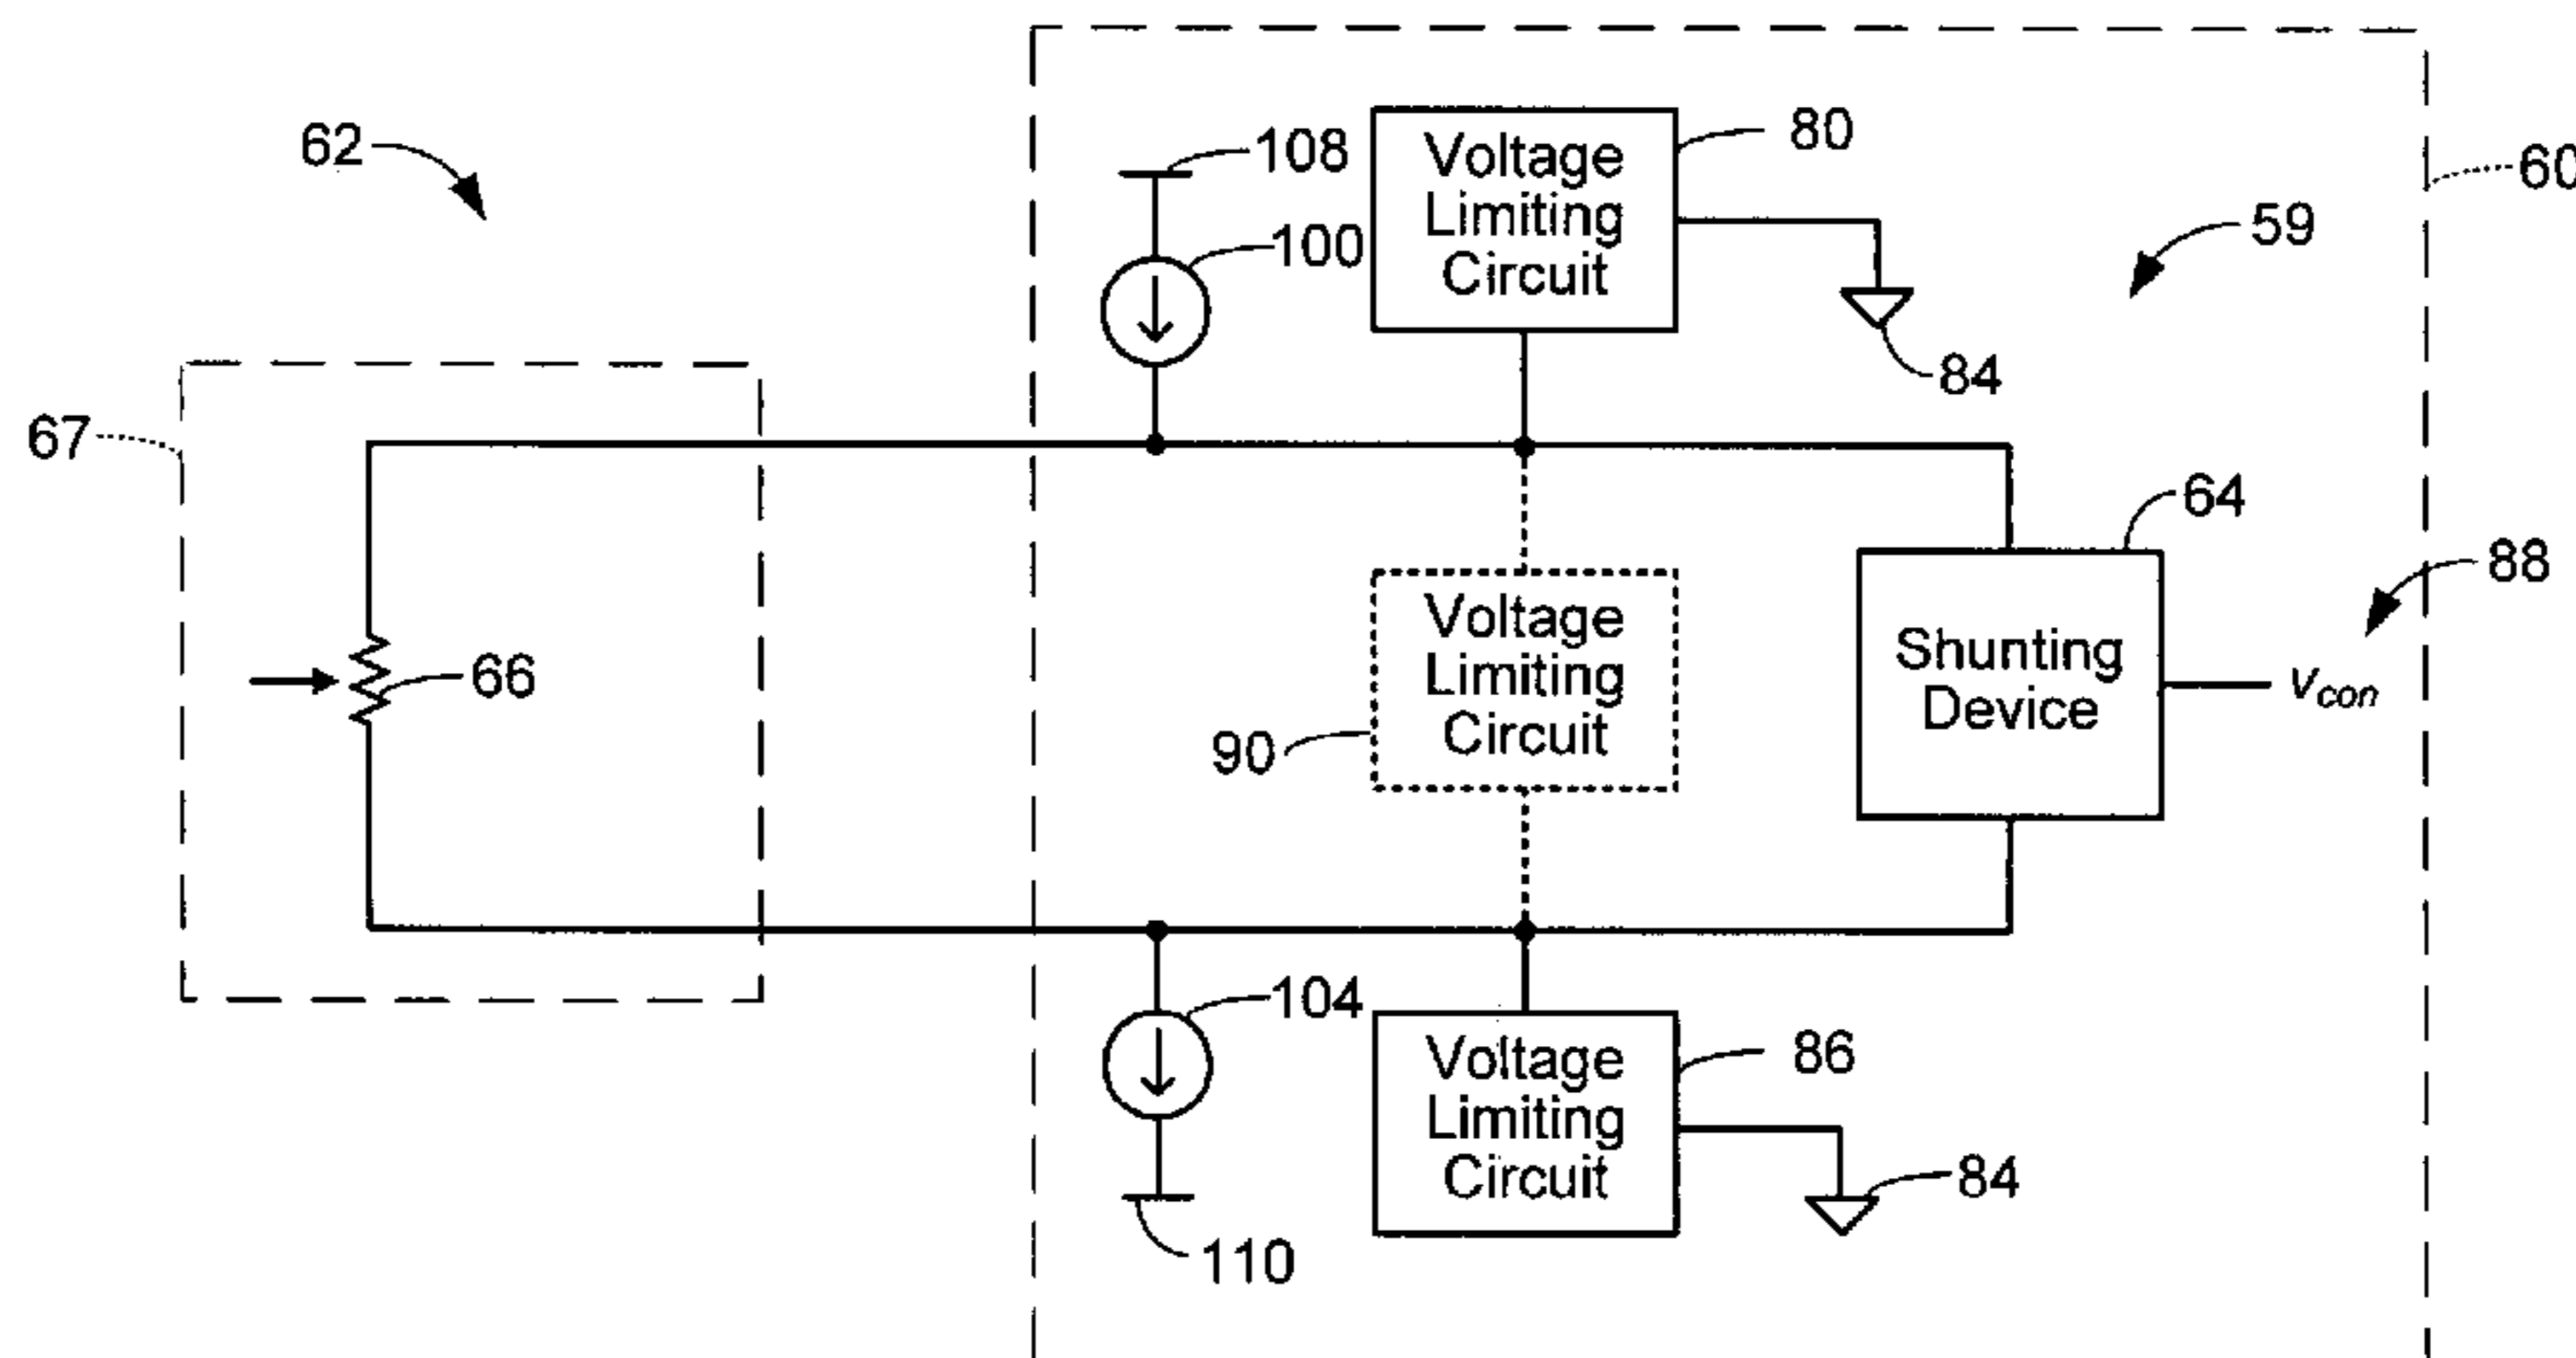 62
108
Voltage
Limiting
Circuit
80
60
100
59
84
67
66
Voltage
Limiting
Circuit
90
64
Shunting
Device
88
vcon
104
Voltage
Limiting
Circuit
86
84
110